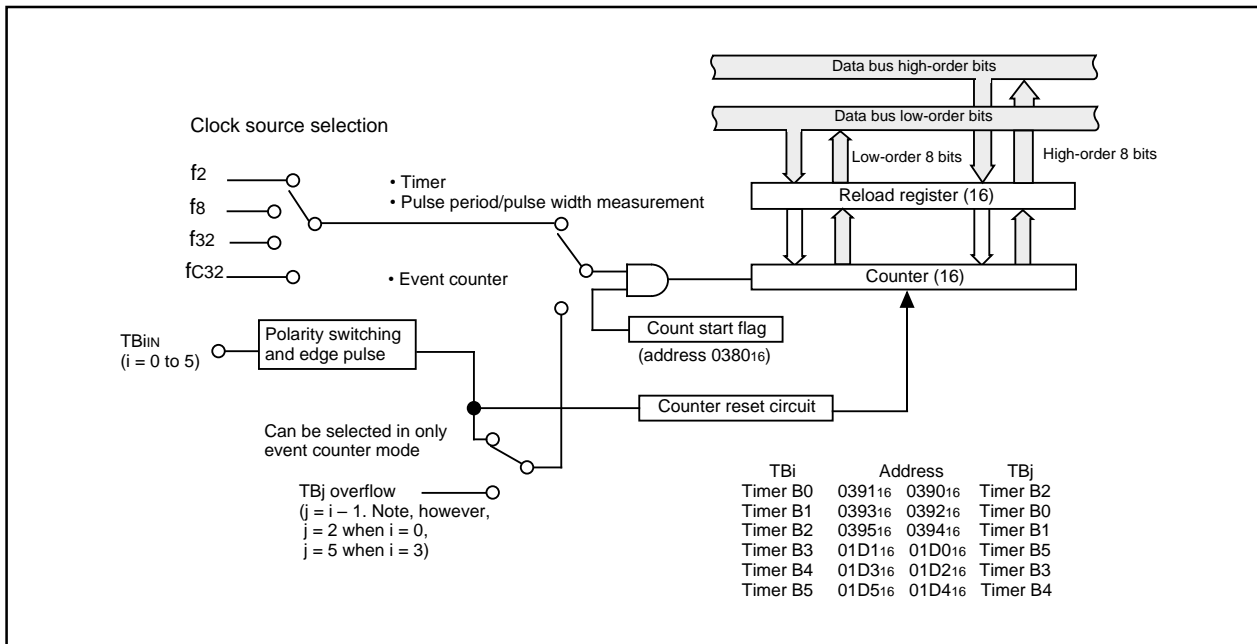 Data bus high-order bits
Data bus low-order bits
Clock source selection
Low-order 8 bits
High-order 8 bits
f2
• Timer
• Pulse period/pulse width measurement
Reload register (16)
f8
f32
fC32
• Event counter
Counter (16)
Count start flag
(address 038016)
TBiIN
(i = 0 to 5)
Polarity switching
and edge pulse
Counter reset circuit
Can be selected in only
event counter mode
TBj overflow
(j = i – 1. Note, however,
j = 2 when i = 0,
j = 5 when i = 3)
TBi Address TBj
Timer B0 039116 039016 Timer B2
Timer B1 039316 039216 Timer B0
Timer B2 039516 039416 Timer B1
Timer B3 01D116 01D016 Timer B5
Timer B4 01D316 01D216 Timer B3
Timer B5 01D516 01D416 Timer B4